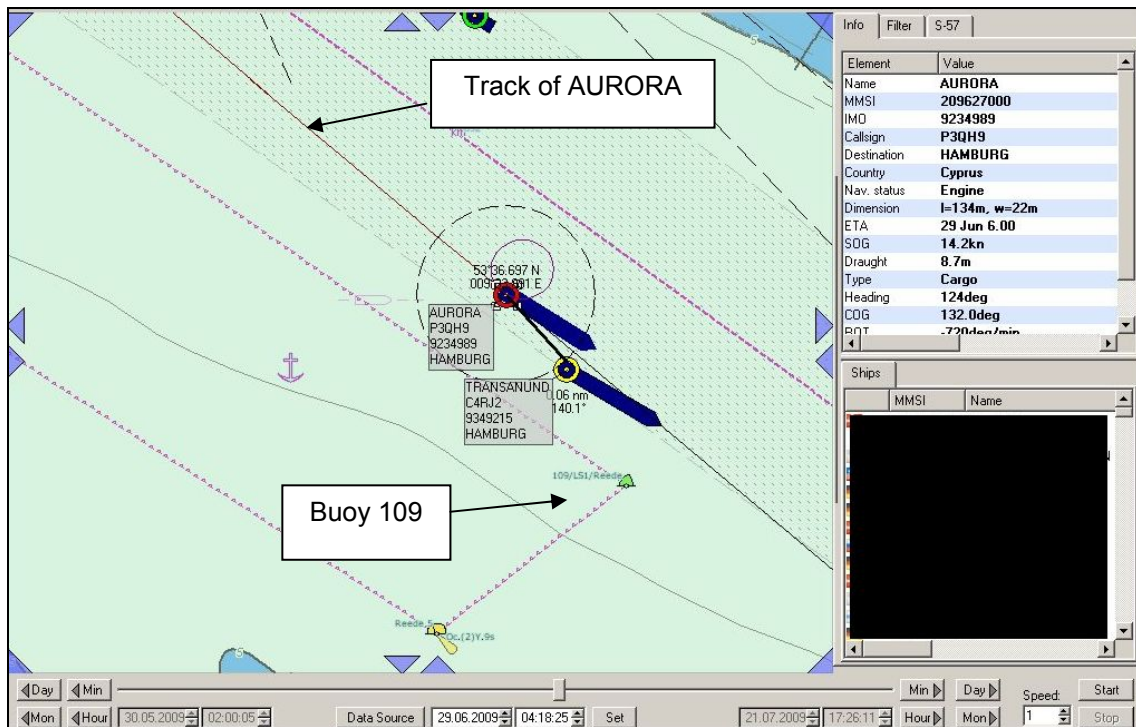 Track of AURORA
53°36.697 N
AURORA
P3QH9
9234989
HAMBURG
TRANSANUND
C4RJ2
9349215
HAMBURG
0.06 nm
140.1°
109/LS1/Reede
Buoy 109
Reede,5
Oc.(2)Y.9s
5
5
Info Filter S-57
Element Value
Name AURORA
MMSI 209627000
IMO 9234989
Callsign P3QH9
Destination HAMBURG
Country Cyprus
Nav. status Engine
Dimension l=134m, w=22m
ETA 29 Jun 6.00
SOG 14.2kn
Draught 8.7m
Type Cargo
Heading 124deg
COG 132.0deg
ROT -720deg/min
Ships
MMSI Name
Day Min Min Day Speed: Start
Mon Hour 30.05.2009 02:00:05 Data Source 29.06.2009 04:18:25 Set 21.07.2009 17:26:11 Hour Mon 1 Stop